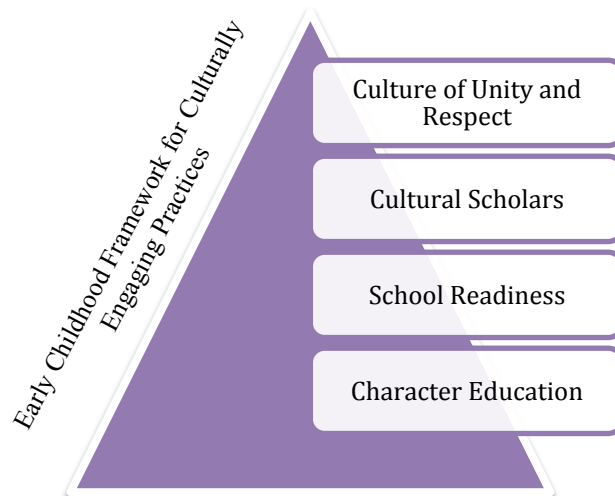 Early Childhood Framework for Culturally
Engaging Practices
Culture of Unity and
Respect
Cultural Scholars
School Readiness
Character Education